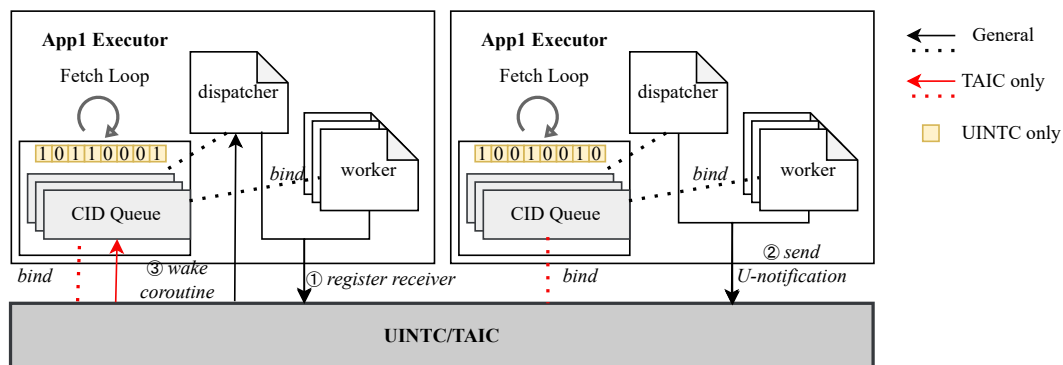 App1 Executor
Fetch Loop
dispatcher
10110001
bind
worker
CID Queue
bind
③ wake
coroutine
① register receiver
App1 Executor
Fetch Loop
dispatcher
10010010
bind
worker
CID Queue
bind
② send
U-notification
UINTC/TAIC
General
TAIC only
UINTC only